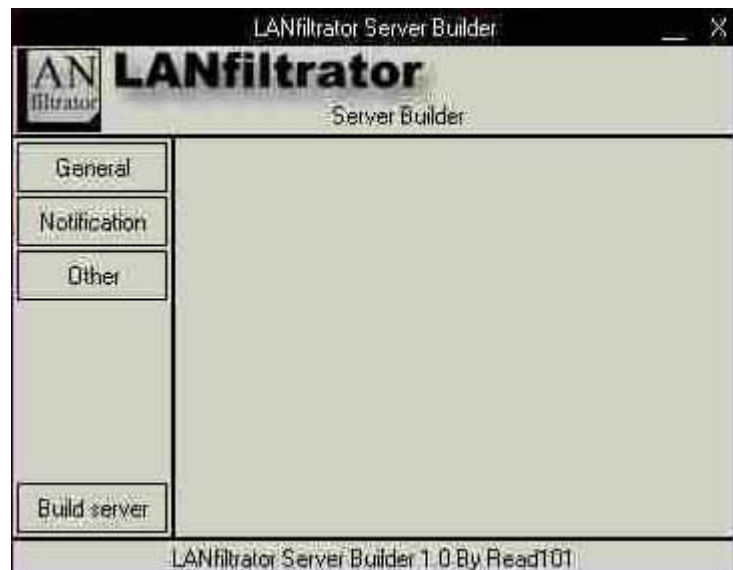 LANfiltrator Server Builder
AN
filtrator
LANfiltrator
Server Builder
General
Notification
Other
Build server
LANfiltrator Server Builder 1.0 By Read101